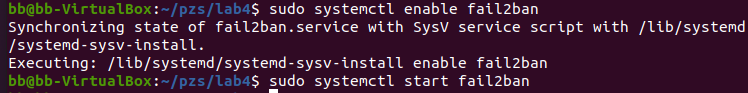 bb@bb-VirtualBox:~/pzs/lab4$ sudo systemctl enable fail2ban
Synchronizing state of fail2ban.service with SysV service script with /lib/systemd
/systemd-sysv-install.
Executing: /lib/systemd/systemd-sysv-install enable fail2ban
bb@bb-VirtualBox:~/pzs/lab4$ sudo systemctl start fail2ban